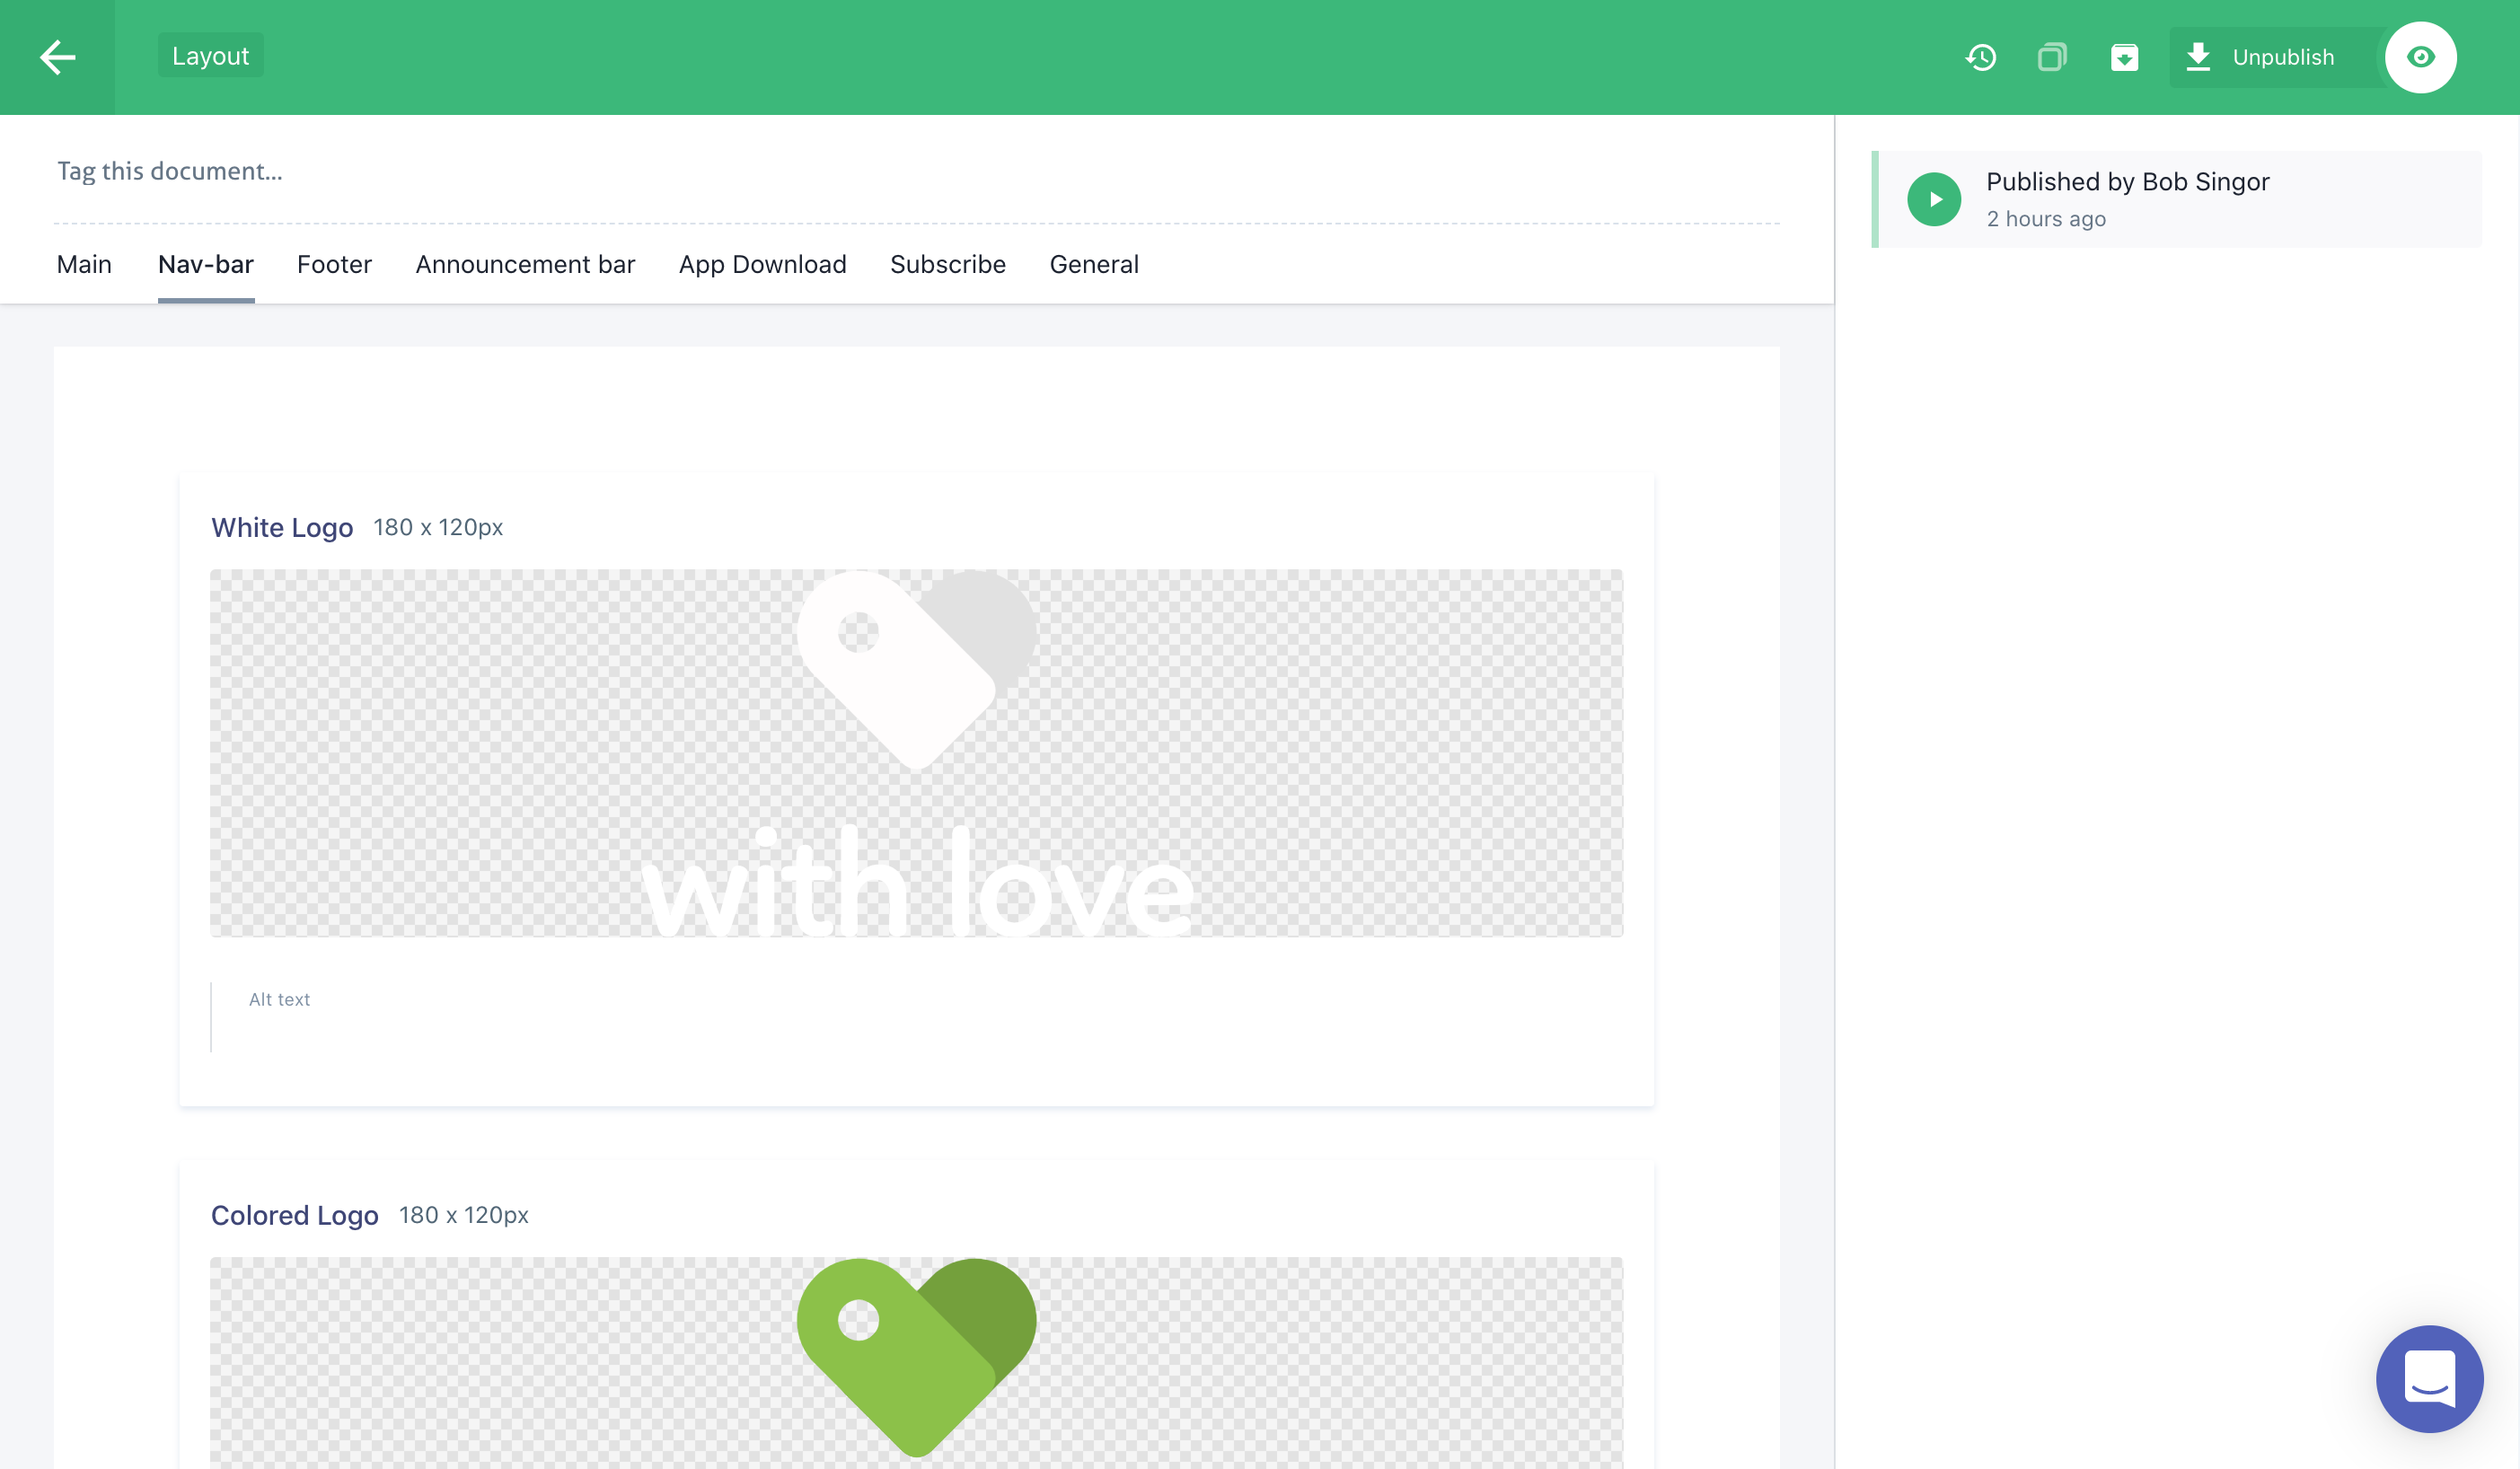 Layout
Unpublish
Tag this document...
Published by Bob Singor
2 hours ago
Main Nav-bar Footer Announcement bar App Download Subscribe General
White Logo 180 x 120px
with love
Alt text
Colored Logo 180 x 120px